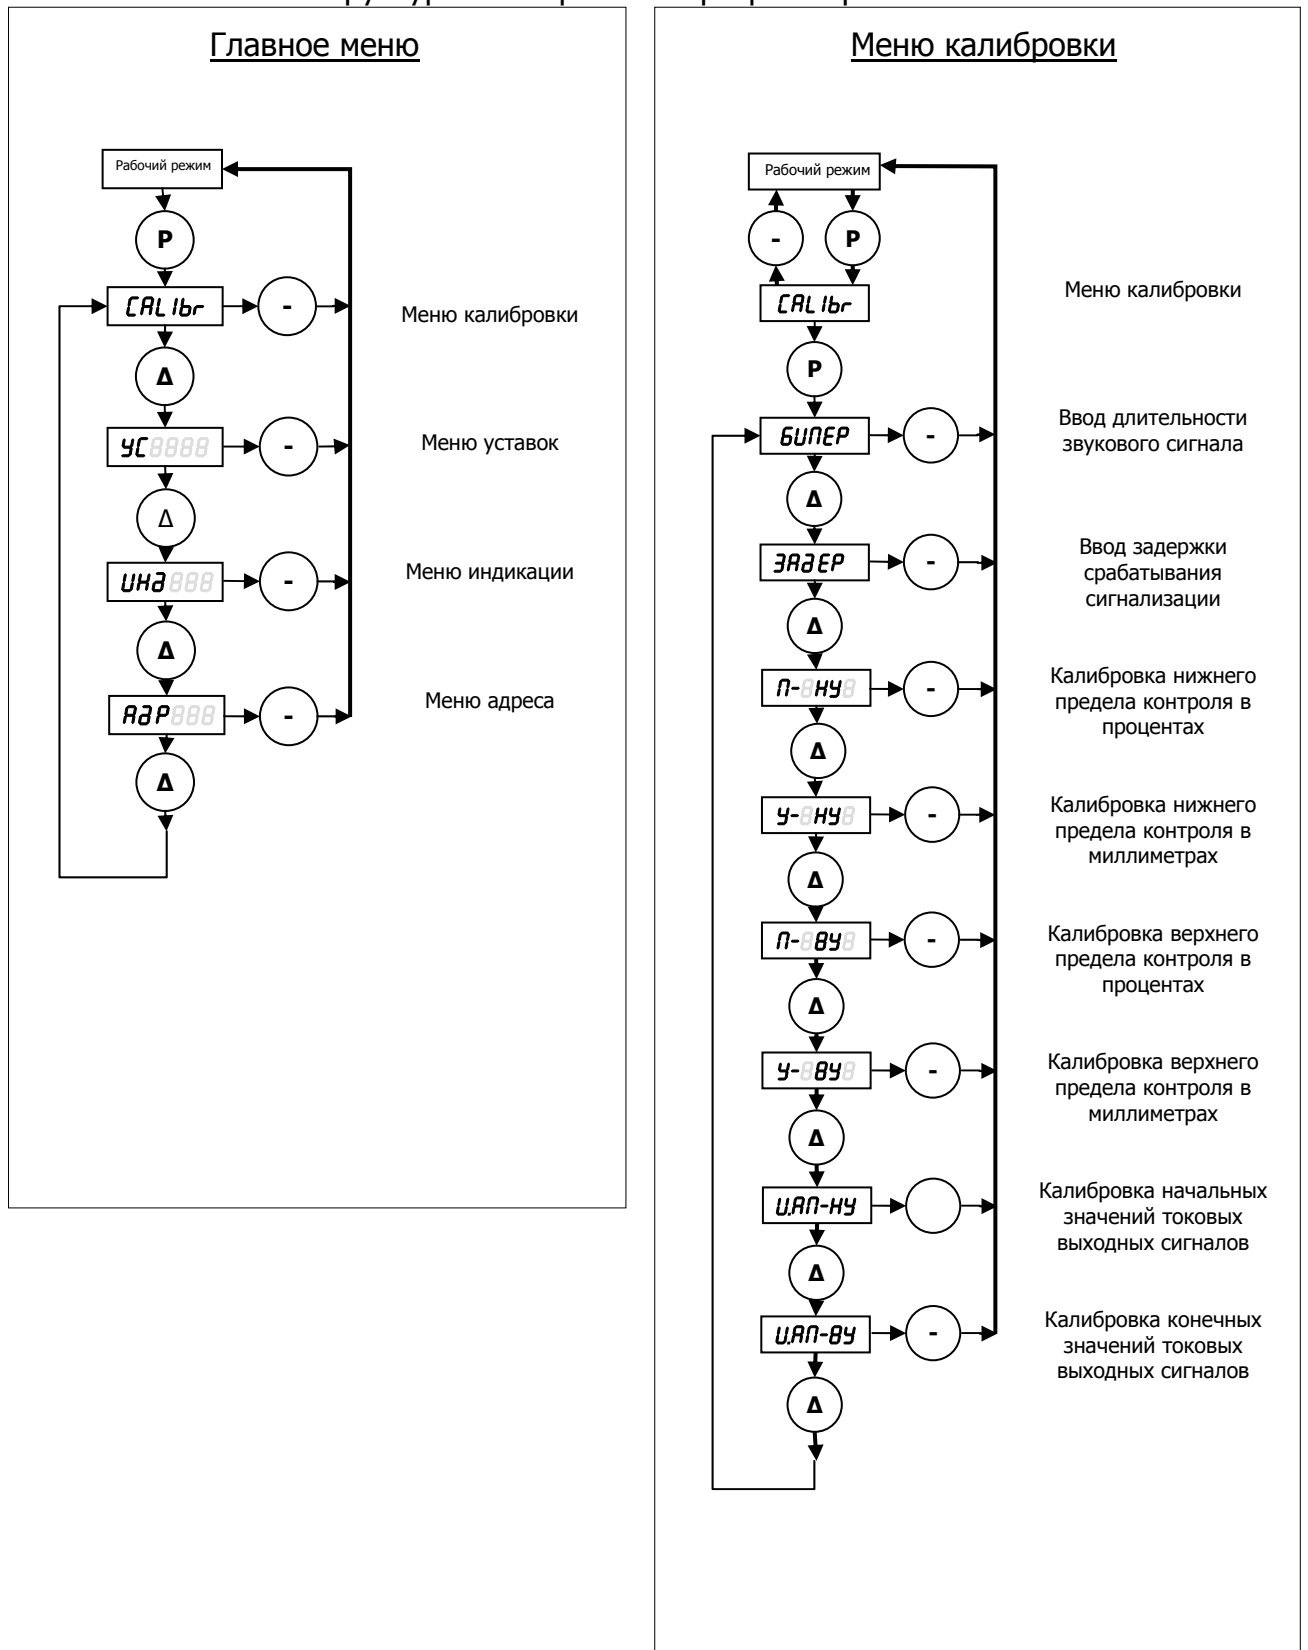 Главное меню
Рабочий режим
P
CALIbr
-
Меню калибровки
Δ
УС
-
Меню уставок
Δ
ИНд
-
Меню индикации
Δ
АдР
-
Меню адреса
Δ
Меню калибровки
Рабочий режим
-
P
CALIbr
Меню калибровки
P
БИПЕР
-
Ввод длительности
звукового сигнала
Δ
ЗАдЕР
-
Ввод задержки
срабатывания
сигнализации
Δ
П- НУ
-
Калибровка нижнего
предела контроля в
процентах
Δ
У- НУ
-
Калибровка нижнего
предела контроля в
миллиметрах
Δ
П- ВУ
-
Калибровка верхнего
предела контроля в
процентах
Δ
У- ВУ
-
Калибровка верхнего
предела контроля в
миллиметрах
Δ
Ц.АП-НУ
Калибровка начальных
значений токовых
выходных сигналов
Δ
Ц.АП-ВУ
-
Калибровка конечных
значений токовых
выходных сигналов
Δ